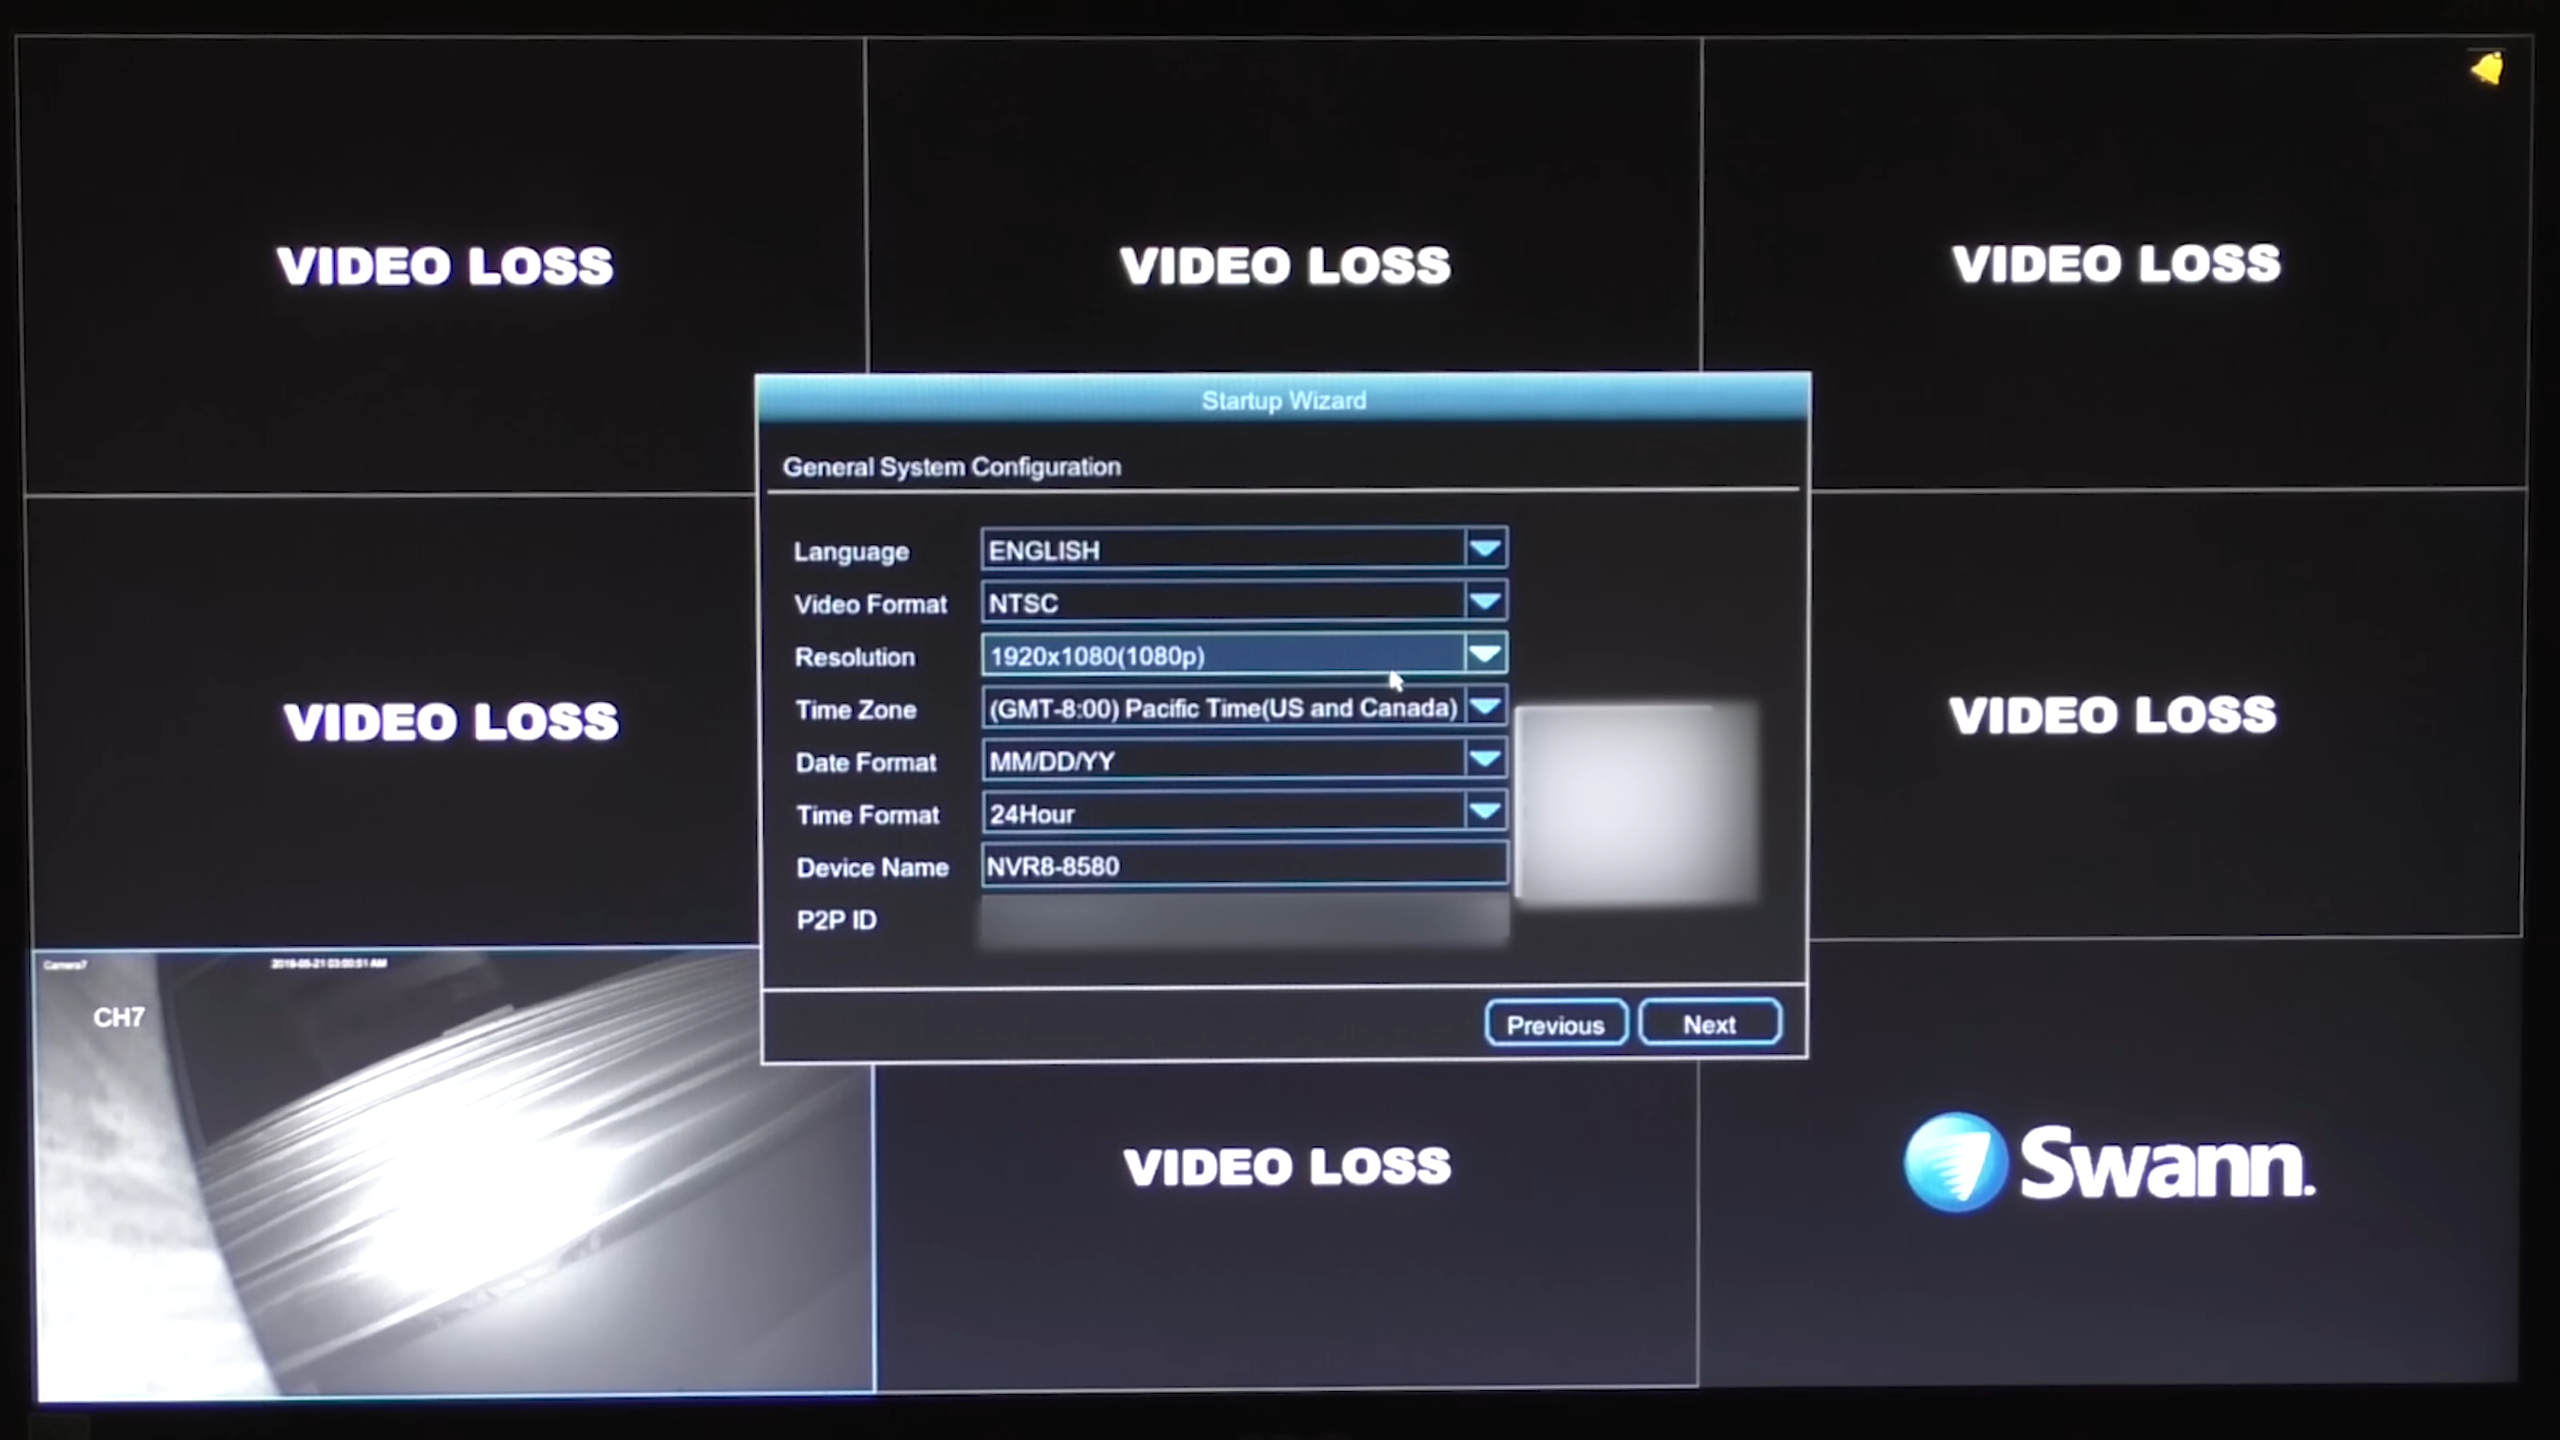 VIDEO LOSS
VIDEO LOSS
VIDEO LOSS
Startup Wizard
General System Configuration
Language ENGLISH
Video Format NTSC
Resolution 1920x1080(1080p)
Time Zone (GMT-8:00) Pacific Time(US and Canada)
Date Format MM/DD/YY
Time Format 24Hour
Device Name NVR8-8580
P2P ID
Previous Next
VIDEO LOSS
VIDEO LOSS
Camera7
CH7
VIDEO LOSS
Swann.